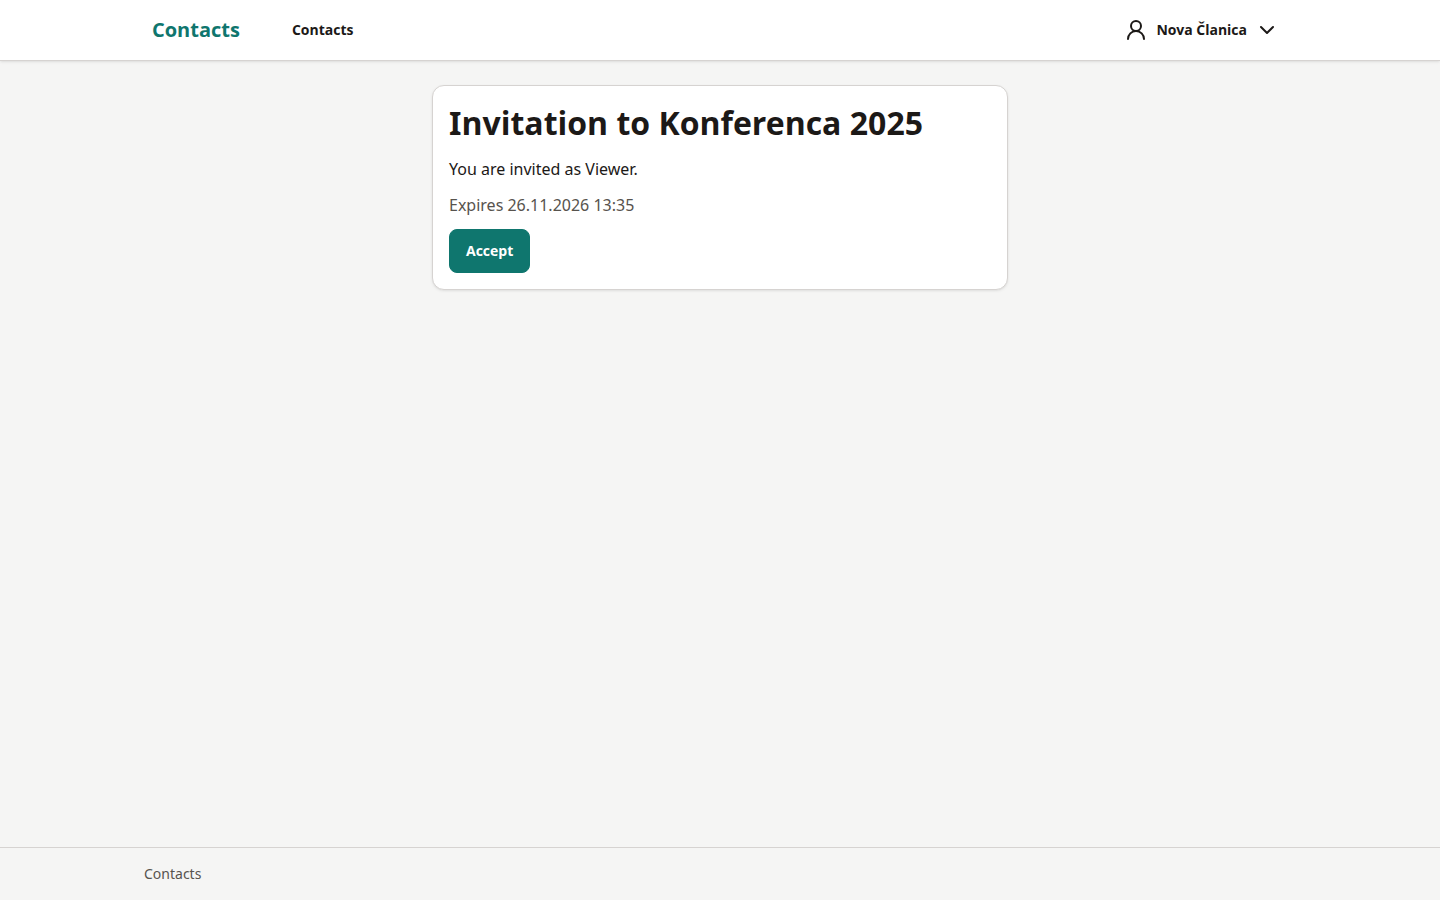 Contacts
Contacts
Nova Članica
Invitation to Konferenca 2025
You are invited as Viewer.
Expires 26.11.2026 13:35
Accept
Contacts